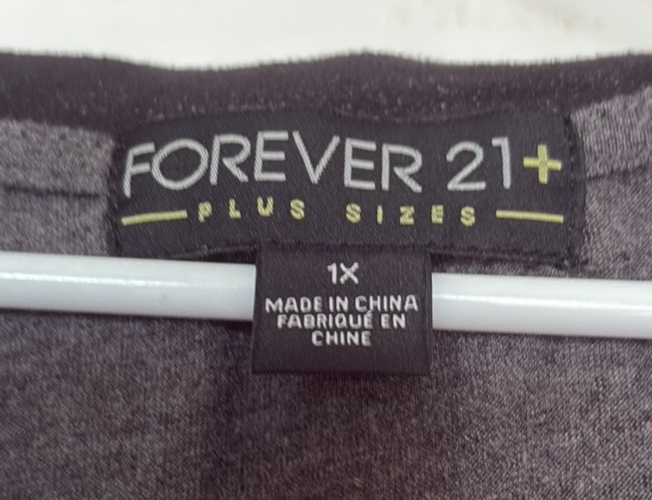 FOREVER 21+
PLUS SIZES
1X
MADE IN CHINA
FABRIQUÉ EN
CHINE